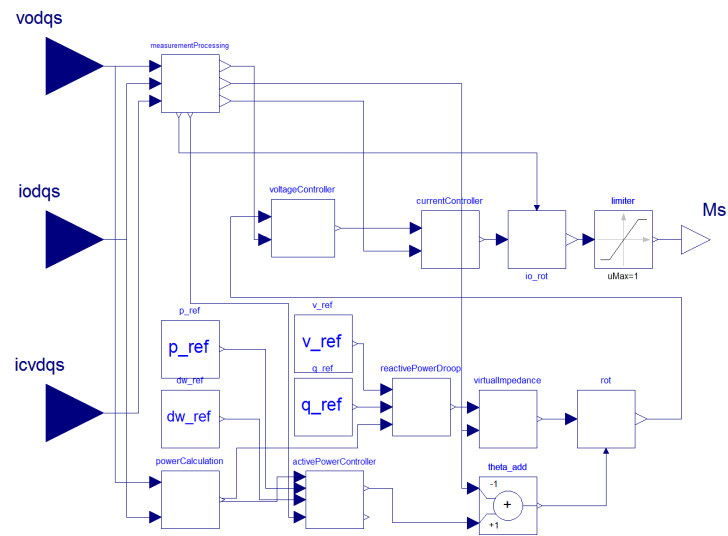 vodqs
measurementProcessing
iodqs
voltageController
currentController
limiter
Ms
io_rot
uMax=1
icvdqs
p_ref
v_ref
p_ref
v_ref
dw_ref
q_ref
reactivePowerDroop
virtualImpedance
rot
dw_ref
q_ref
powerCalculation
activePowerController
theta_add
-1
+
+1